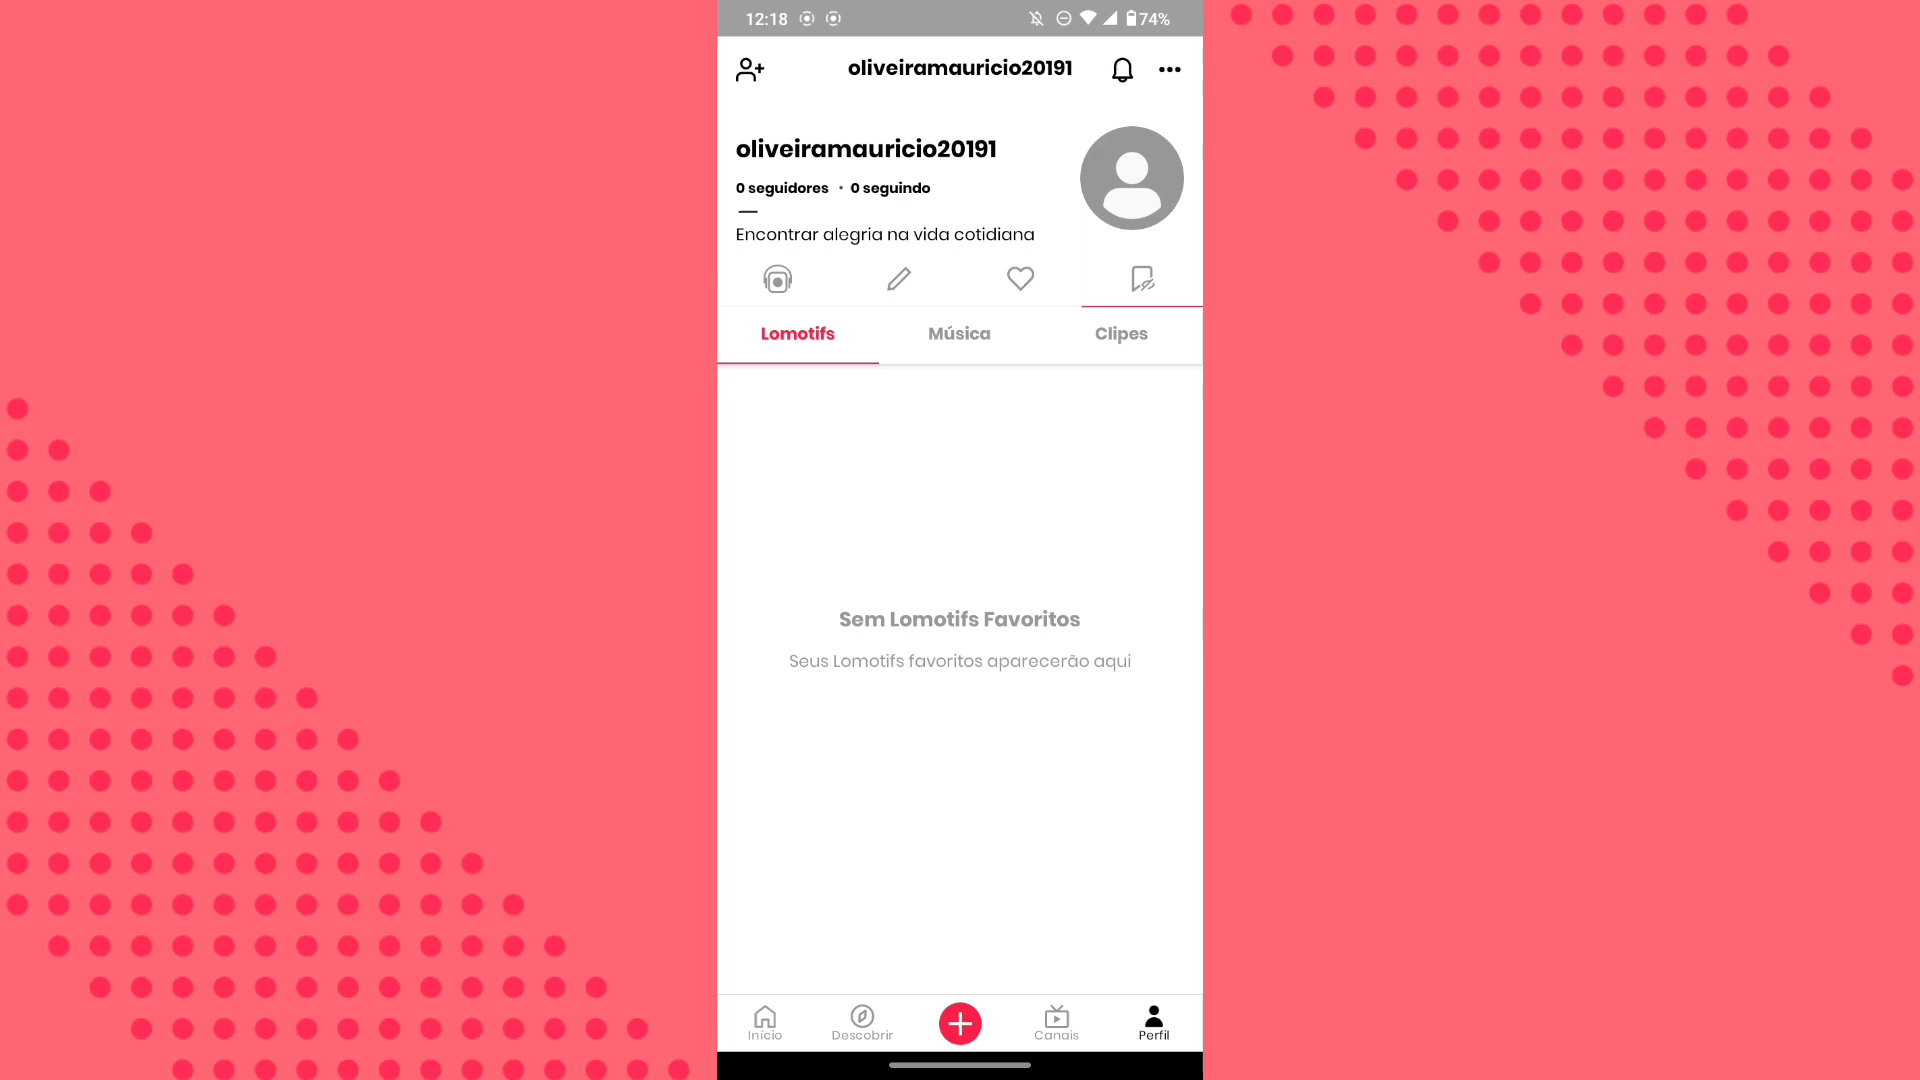 12:18
74%
oliveiramauricio20191
oliveiramauricio20191
0 seguidores • 0 seguindo
Encontrar alegria na vida cotidiana
Lomotifs
Música
Clipes
Sem Lomotifs Favoritos
Seus Lomotifs favoritos aparecerão aqui
Início
Descobrir
Canais
Perfil